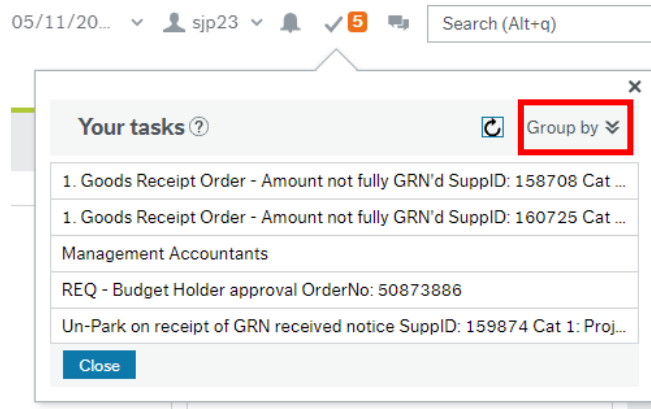 05/11/20... sjp23 5 Search (Alt+q)
Your tasks ? Group by
1. Goods Receipt Order - Amount not fully GRN'd SuppID: 158708 Cat ...
1. Goods Receipt Order - Amount not fully GRN'd SuppID: 160725 Cat ...
Management Accountants
REQ - Budget Holder approval OrderNo: 50873886
Un-Park on receipt of GRN received notice SuppID: 159874 Cat 1: Proj...
Close